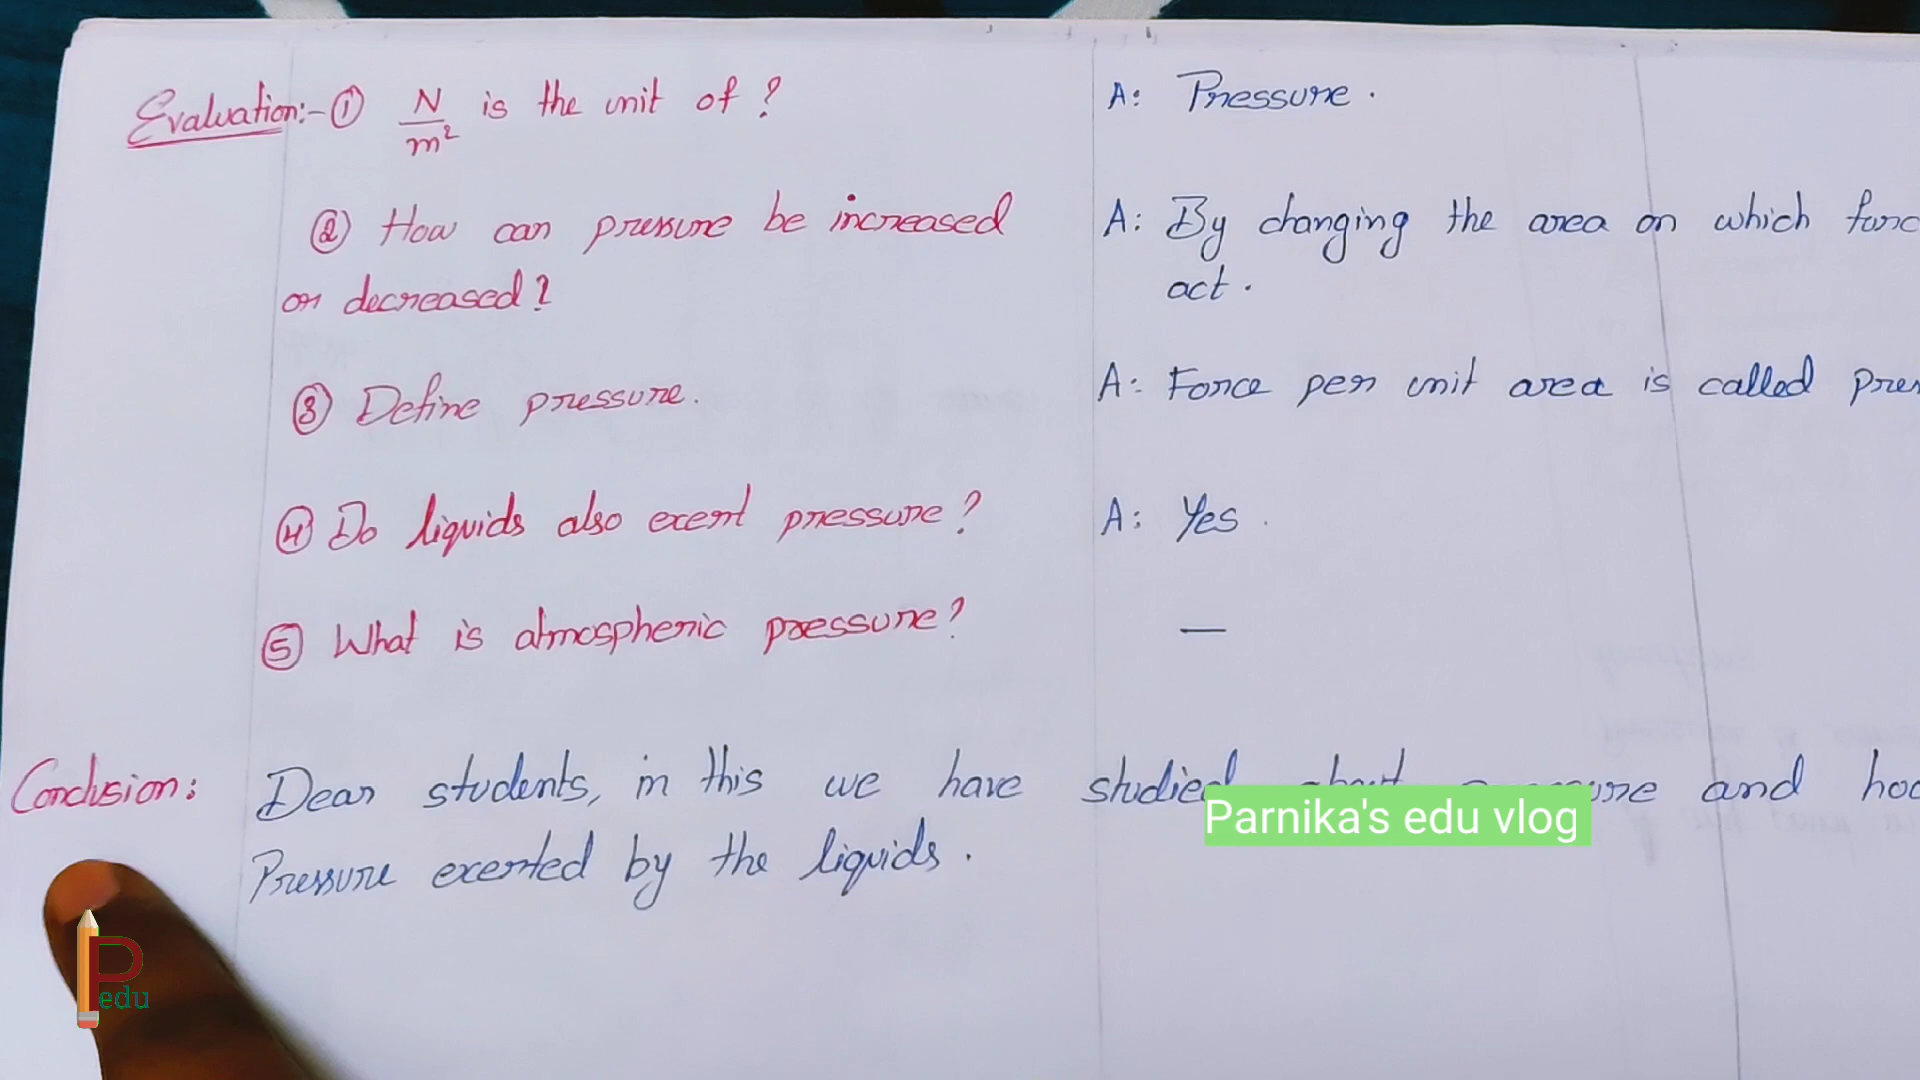 Evaluation:- ① N/m² is the unit of? A: Pressure.
② How can pressure be increased A: By changing the area on which forc
or decreased? act.
③ Define pressure. A: Force per unit area is called pres
④ Do liquids also exert pressure? A: Yes.
⑤ What is atmospheric pressure? —
Conclusion: Dear students, in this we have studied about and
Parnika's edu vlog
Pressure exerted by the liquids.
P
edu